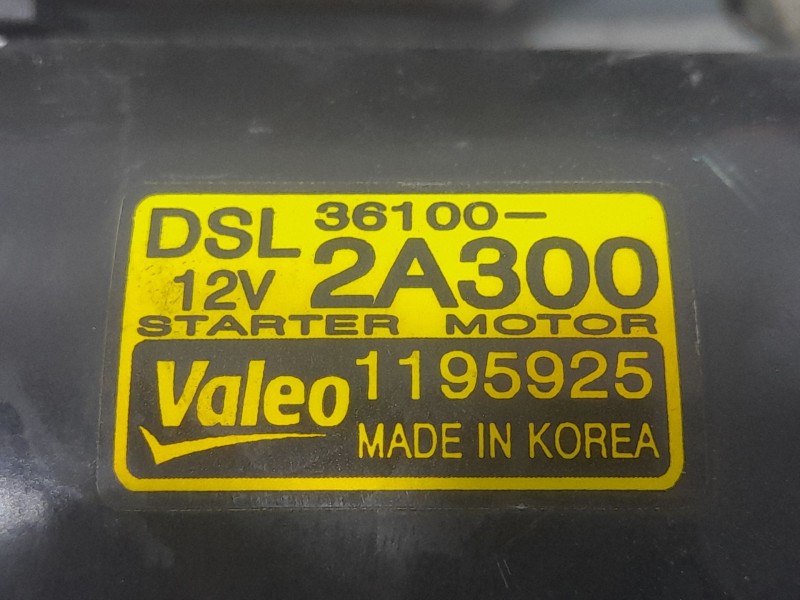 DSL 36100-
12V 2A300
STARTER MOTOR
Valeo 1195925
MADE IN KOREA